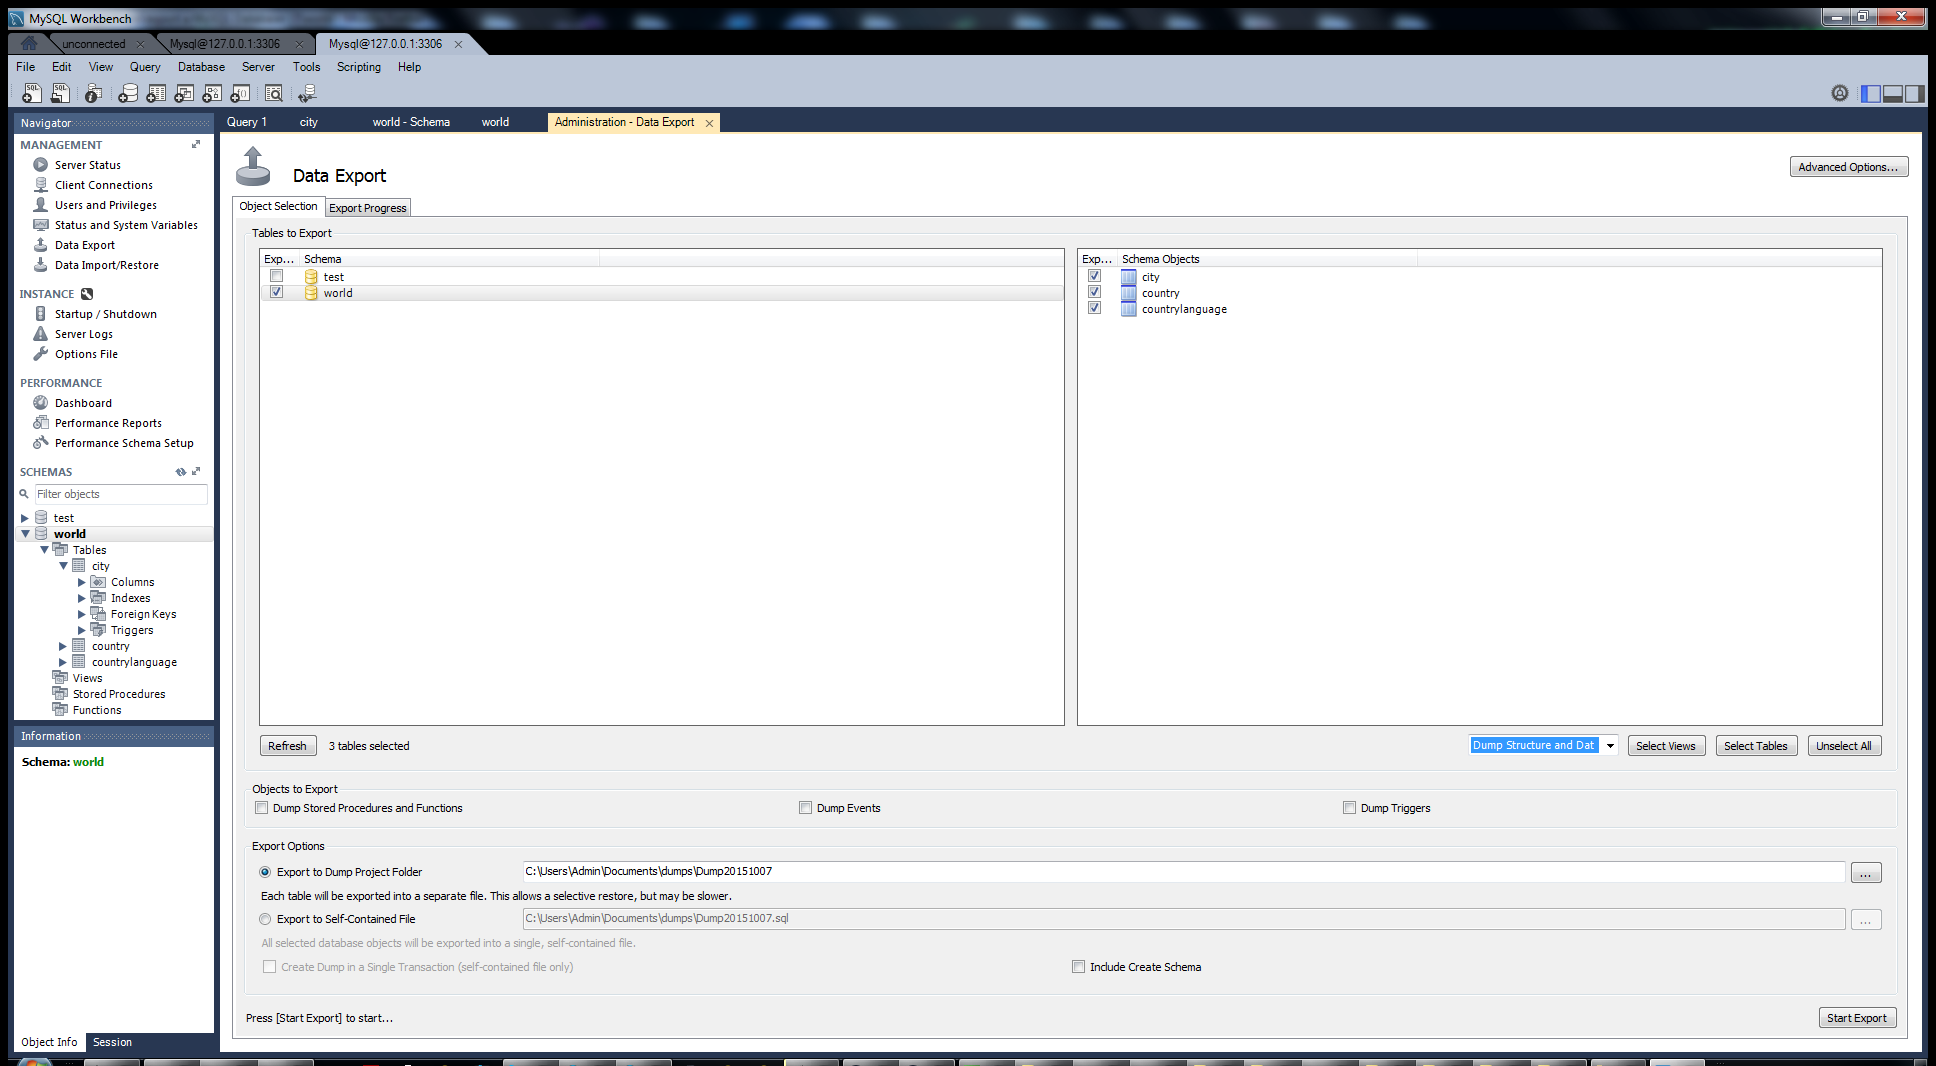 MySQL Workbench
unconnected
Mysql@127.0.0.1:3306
Mysql@127.0.0.1:3306
File Edit View Query Database Server Tools Scripting Help
Navigator
MANAGEMENT
Server Status
Client Connections
Users and Privileges
Status and System Variables
Data Export
Data Import/Restore
INSTANCE
Startup / Shutdown
Server Logs
Options File
PERFORMANCE
Dashboard
Performance Reports
Performance Schema Setup
SCHEMAS
Filter objects
test
world
Tables
city
Columns
Indexes
Foreign Keys
Triggers
country
countrylanguage
Views
Stored Procedures
Functions
Information
Schema: world
Object Info Session
Query 1 city world - Schema world Administration - Data Export
Data Export
Advanced Options...
Object Selection Export Progress
Tables to Export
Exp... Schema
test
world
Exp... Schema Objects
city
country
countrylanguage
Refresh 3 tables selected
Dump Structure and Dat Select Views Select Tables Unselect All
Objects to Export
Dump Stored Procedures and Functions Dump Events Dump Triggers
Export Options
Export to Dump Project Folder C:\Users\Admin\Documents\dumps\Dump20151007 ...
Each table will be exported into a separate file. This allows a selective restore, but may be slower.
Export to Self-Contained File C:\Users\Admin\Documents\dumps\Dump20151007.sql ...
All selected database objects will be exported into a single, self-contained file.
Create Dump in a Single Transaction (self-contained file only) Include Create Schema
Press [Start Export] to start...
Start Export